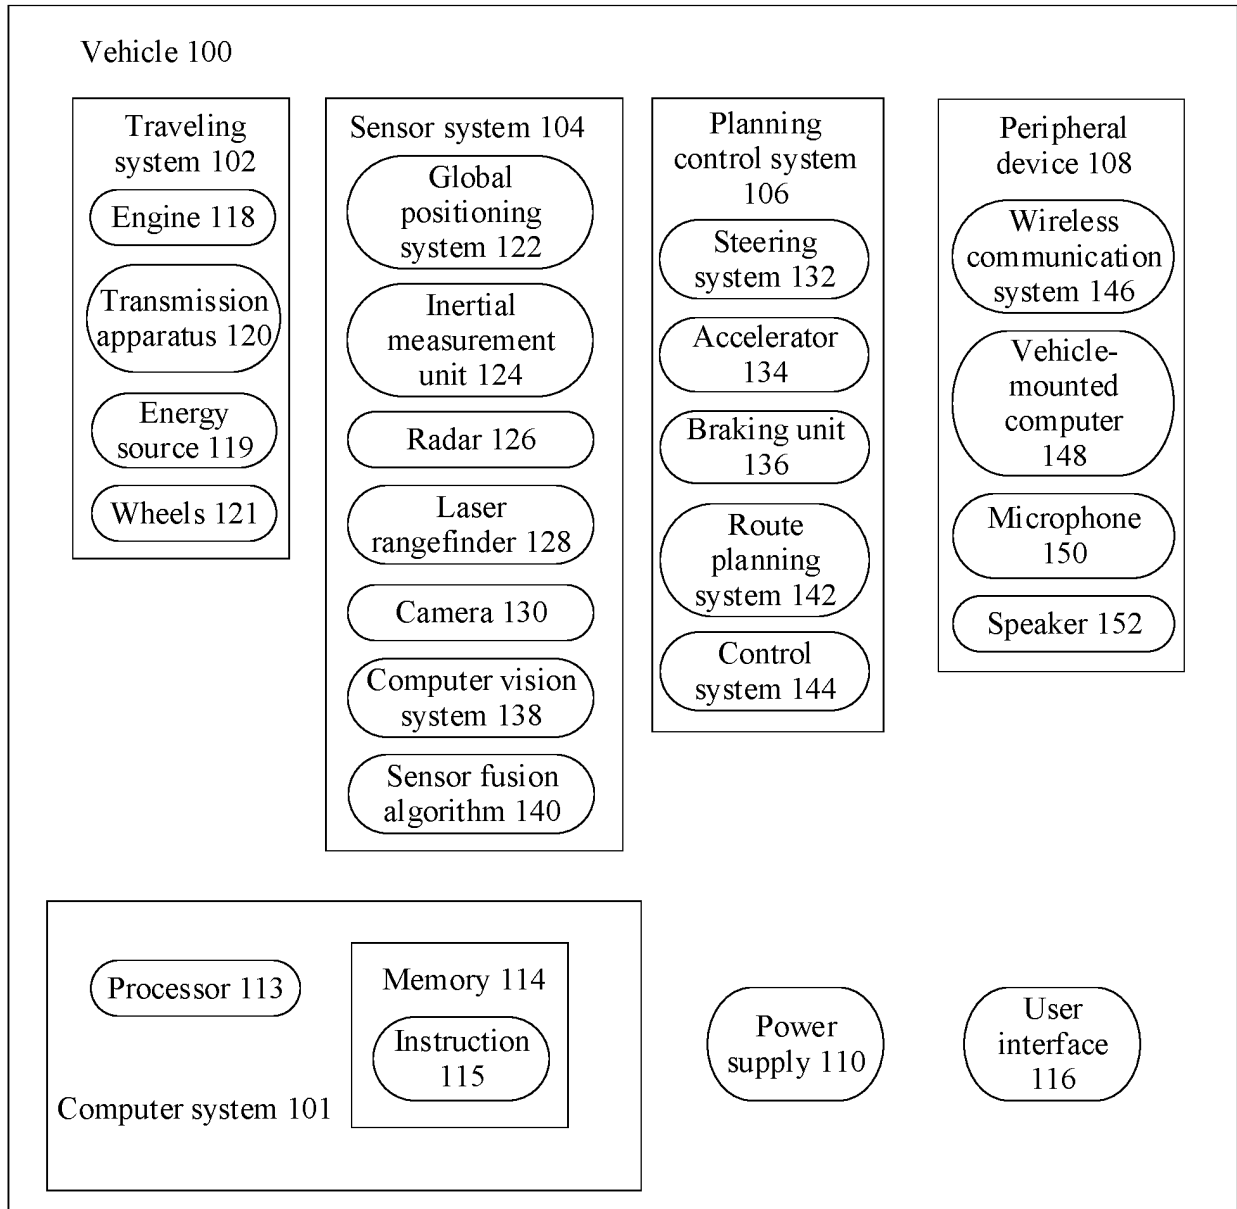 Vehicle 100
Traveling
system 102
Engine 118
Transmission
apparatus 120
Energy
source 119
Wheels 121
Sensor system 104
Global
positioning
system 122
Inertial
measurement
unit 124
Radar 126
Laser
rangefinder 128
Camera 130
Computer vision
system 138
Sensor fusion
algorithm 140
Planning
control system
106
Steering
system 132
Accelerator
134
Braking unit
136
Route
planning
system 142
Control
system 144
Peripheral
device 108
Wireless
communication
system 146
Vehicle-
mounted
computer
148
Microphone
150
Speaker 152
Processor 113
Memory 114
Instruction
115
Computer system 101
Power
supply 110
User
interface
116